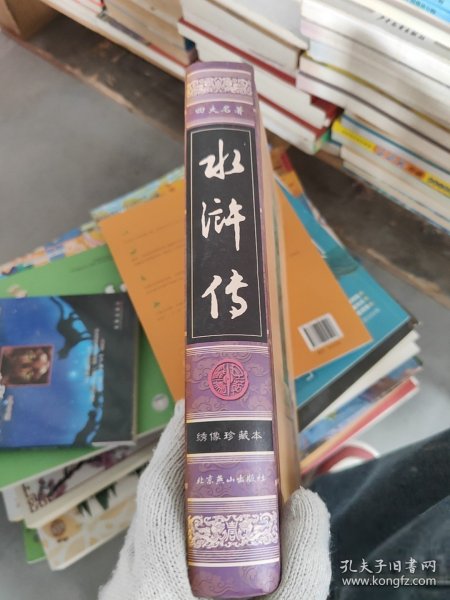 四大名著
水浒传
绣像珍藏本
北京燕山出版社
孔夫子旧书网
www.kongfz.com